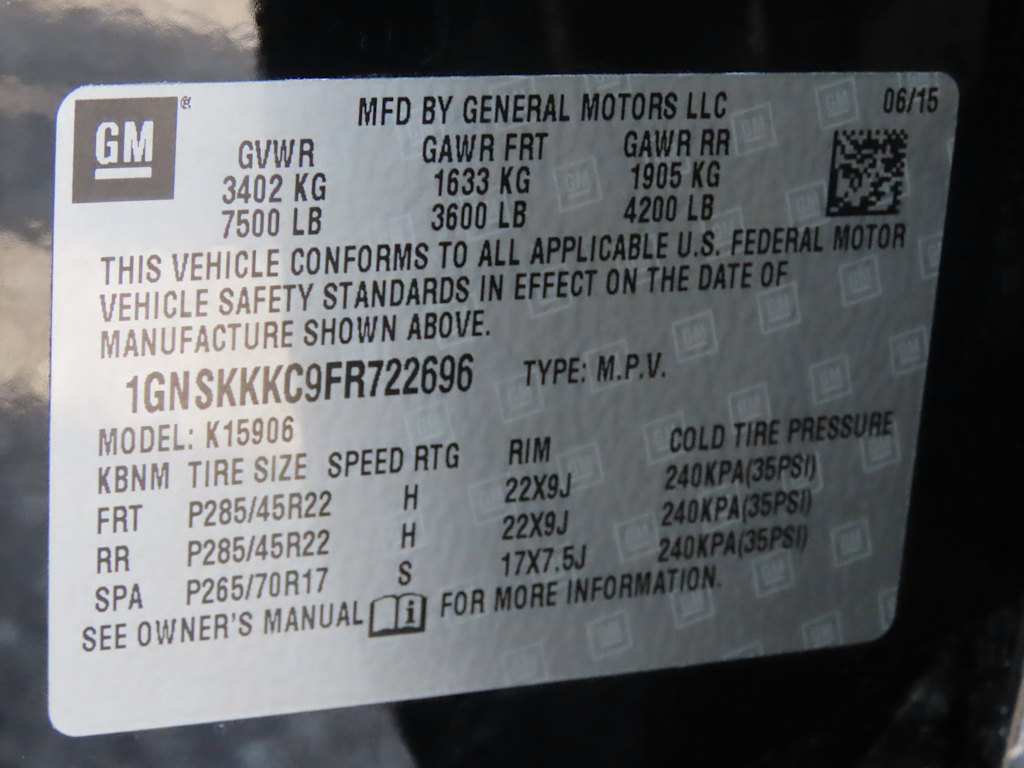 GM® MFD BY GENERAL MOTORS LLC 06/15
GVWR GAWR FRT GAWR RR
3402 KG 1633 KG 1905 KG
7500 LB 3600 LB 4200 LB
THIS VEHICLE CONFORMS TO ALL APPLICABLE U.S. FEDERAL MOTOR
VEHICLE SAFETY STANDARDS IN EFFECT ON THE DATE OF
MANUFACTURE SHOWN ABOVE.
1GNSKKKC9FR722696 TYPE: M.P.V.
MODEL: K15906
KBNM TIRE SIZE SPEED RTG RIM COLD TIRE PRESSURE
FRT P285/45R22 H 22X9J 240KPA(35PSI)
RR P285/45R22 H 22X9J 240KPA(35PSI)
SPA P265/70R17 S 17X7.5J 240KPA(35PSI)
SEE OWNER'S MANUAL i FOR MORE INFORMATION.